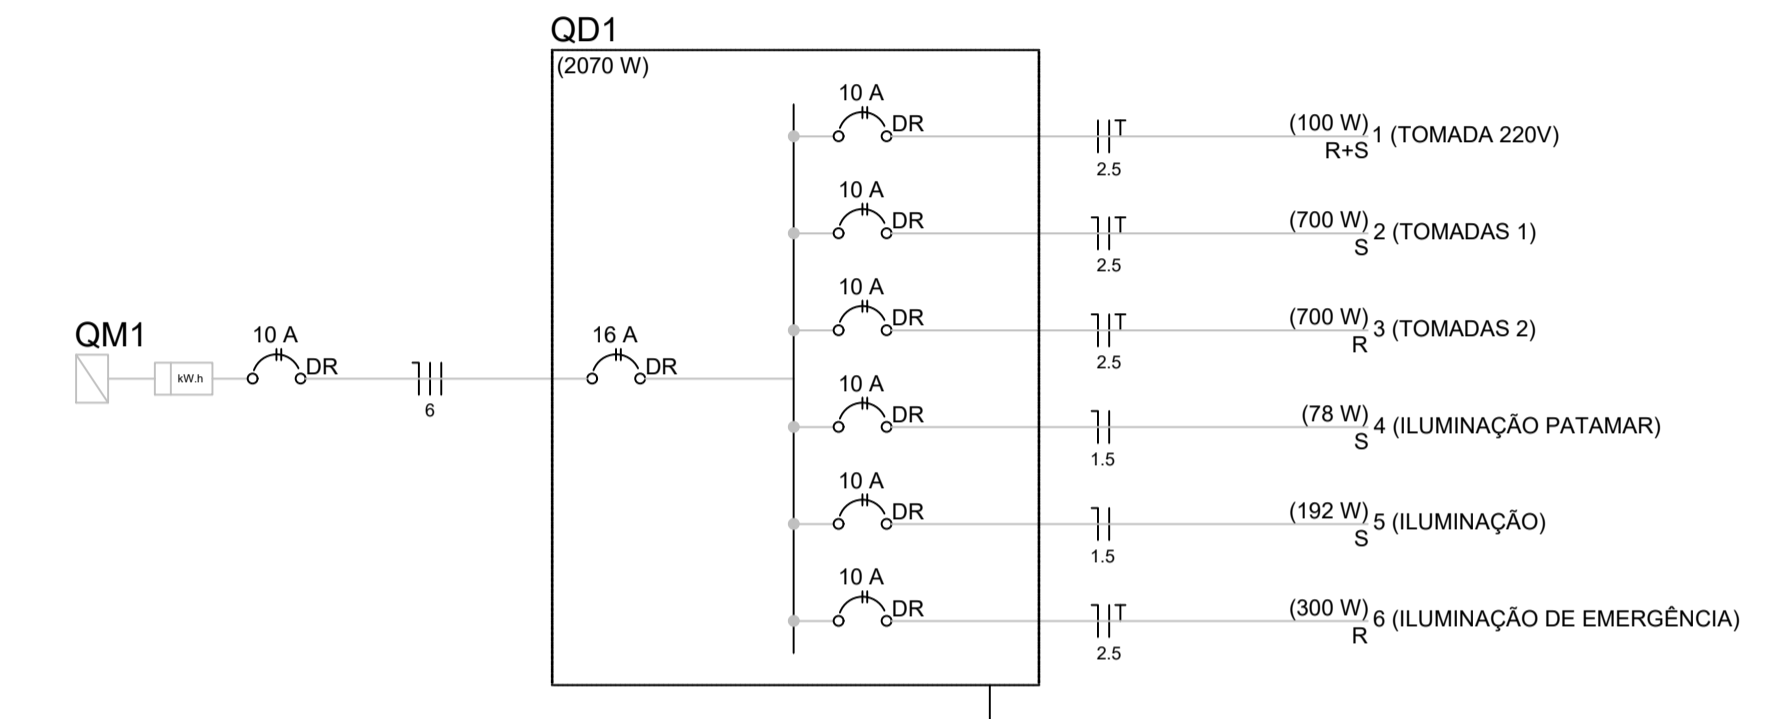 QD1
(2070 W)
10 A
DR
T
2.5
(100 W)
R+S
1 (TOMADA 220V)
10 A
DR
T
2.5
(700 W)
S
2 (TOMADAS 1)
10 A
DR
T
2.5
(700 W)
R
3 (TOMADAS 2)
QM1
kW.h
10 A
DR
6
16 A
DR
10 A
DR
1.5
(78 W)
S
4 (ILUMINAÇÃO PATAMAR)
10 A
DR
1.5
(192 W)
S
5 (ILUMINAÇÃO)
10 A
DR
T
2.5
(300 W)
R
6 (ILUMINAÇÃO DE EMERGÊNCIA)